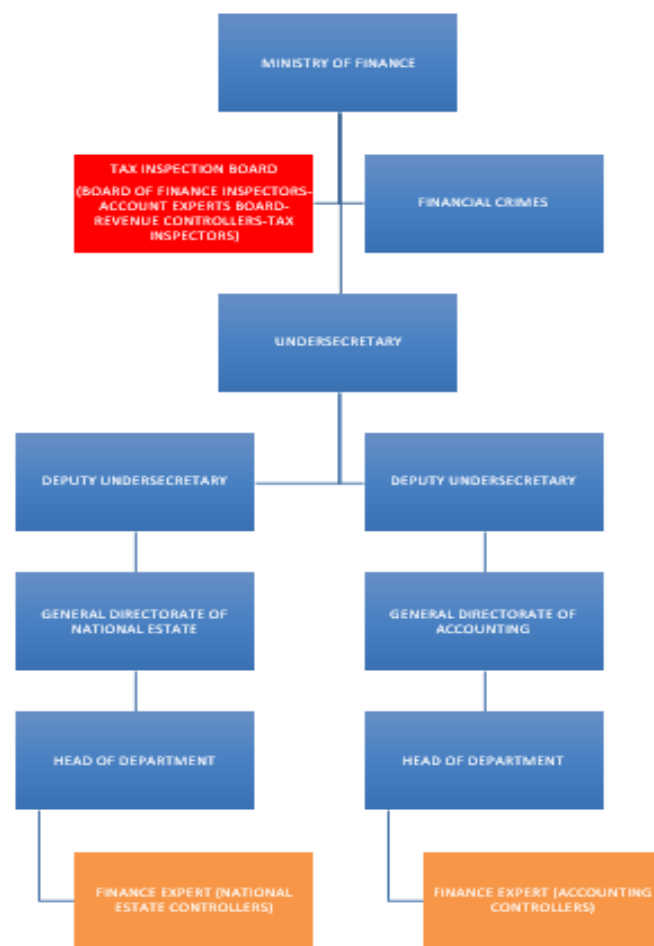 MINISTRY OF FINANCE
TAX INSPECTION BOARD
(BOARD OF FINANCE INSPECTORS-
ACCOUNT EXPERTS BOARD-
REVENUE CONTROLLERS-TAX
INSPECTORS)
FINANCIAL CRIMES
UNDERSECRETARY
DEPUTY UNDERSECRETARY
DEPUTY UNDERSECRETARY
GENERAL DIRECTORATE OF
NATIONAL ESTATE
GENERAL DIRECTORATE OF
ACCOUNTING
HEAD OF DEPARTMENT
HEAD OF DEPARTMENT
FINANCE EXPERT (NATIONAL
ESTATE CONTROLLERS)
FINANCE EXPERT (ACCOUNTING
CONTROLLERS)